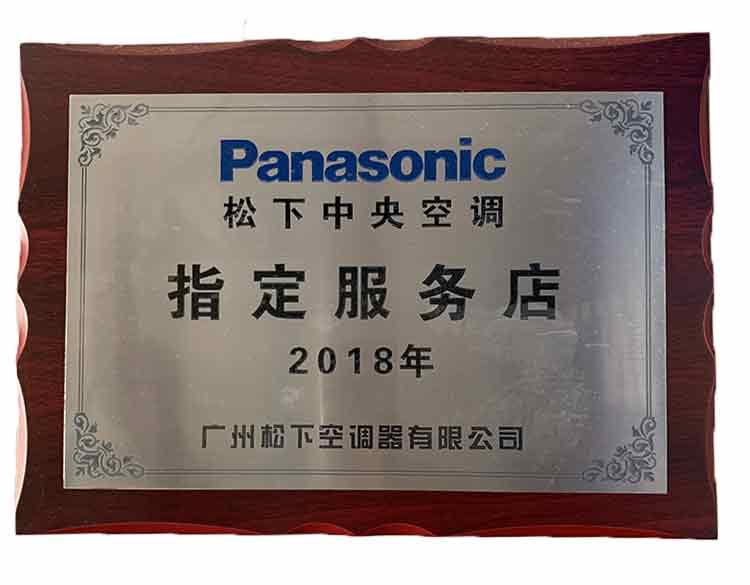 Panasonic
松下中央空调
指定服务店
2018年
广州松下空调器有限公司